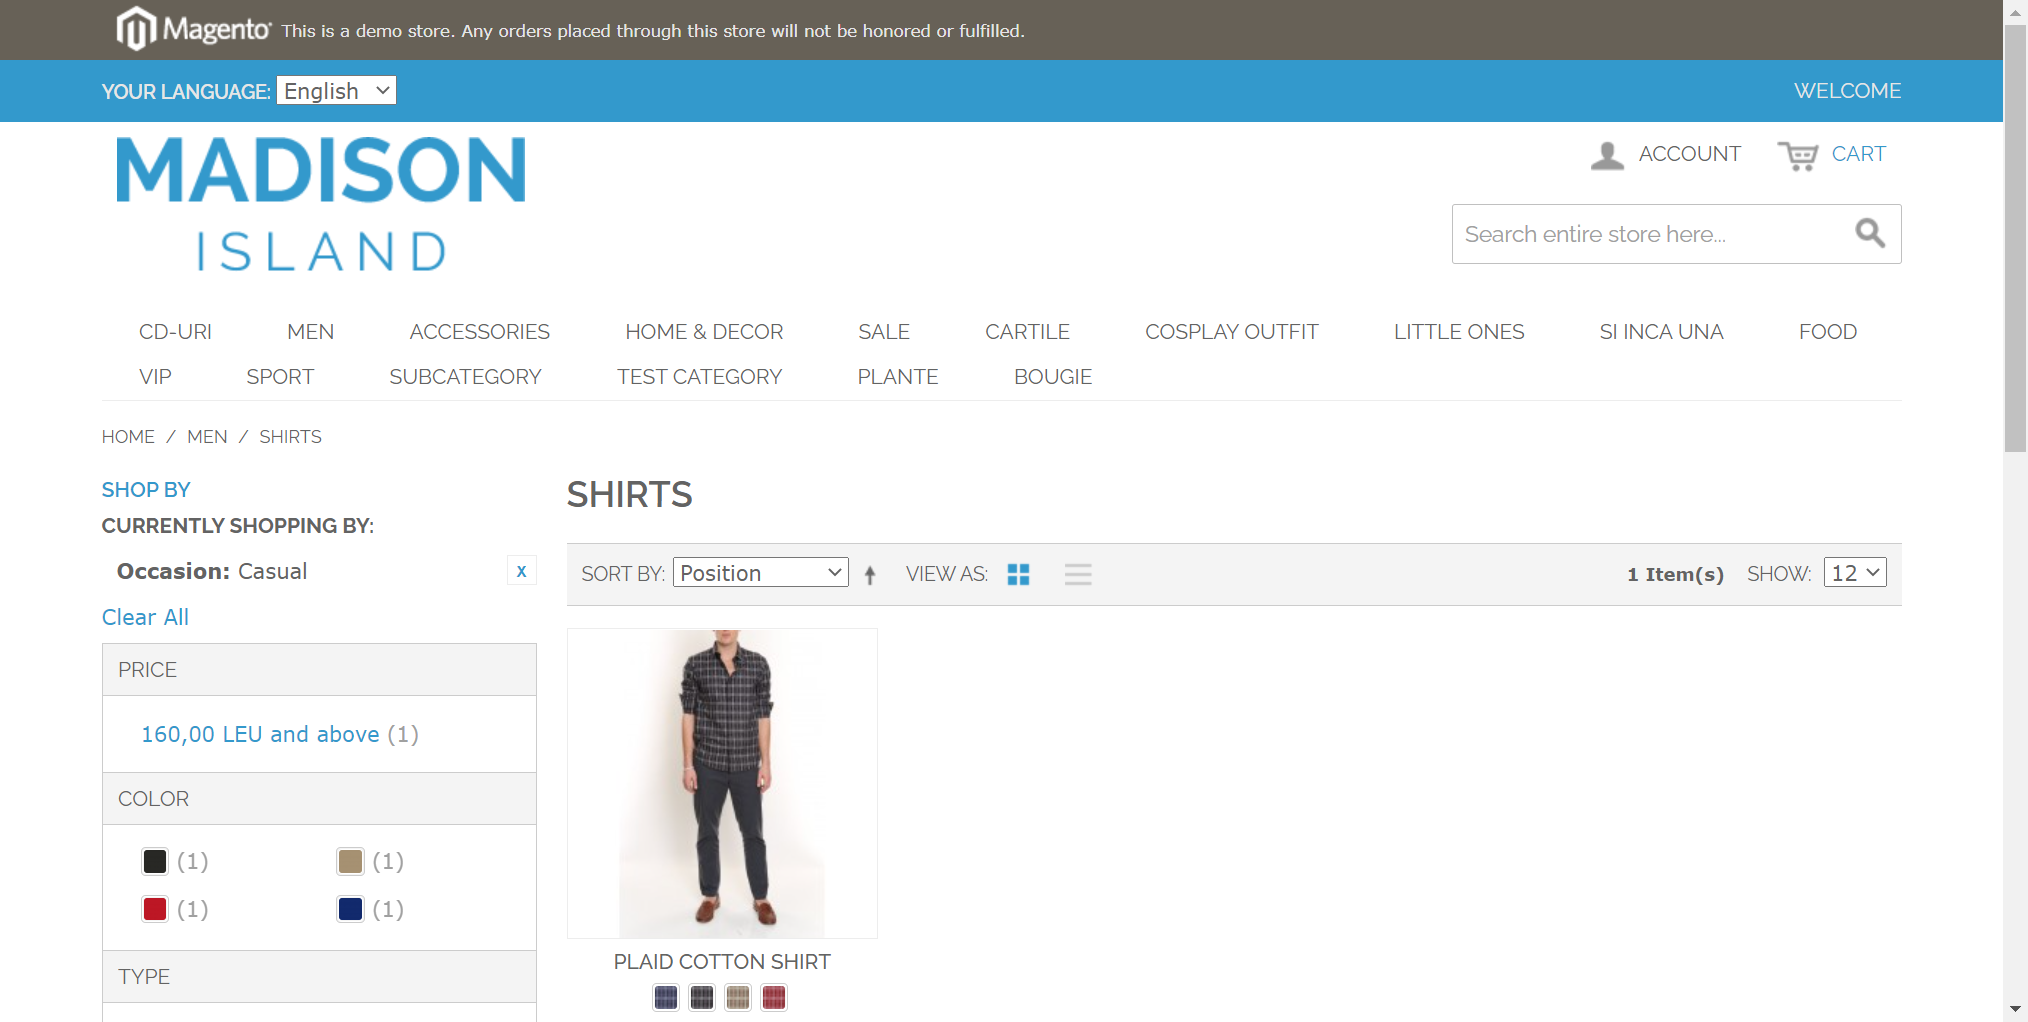 Magento This is a demo store. Any orders placed through this store will not be honored or fulfilled.
YOUR LANGUAGE: English WELCOME
MADISON
ISLAND
ACCOUNT CART
Search entire store here...
CD-URI MEN ACCESSORIES HOME & DECOR SALE CARTILE COSPLAY OUTFIT LITTLE ONES SI INCA UNA FOOD
VIP SPORT SUBCATEGORY TEST CATEGORY PLANTE BOUGIE
HOME / MEN / SHIRTS
SHOP BY
CURRENTLY SHOPPING BY:
Occasion: Casual x
Clear All
PRICE
160,00 LEU and above (1)
COLOR
(1) (1)
(1) (1)
TYPE
SHIRTS
SORT BY: Position VIEW AS: 1 Item(s) SHOW: 12
PLAID COTTON SHIRT